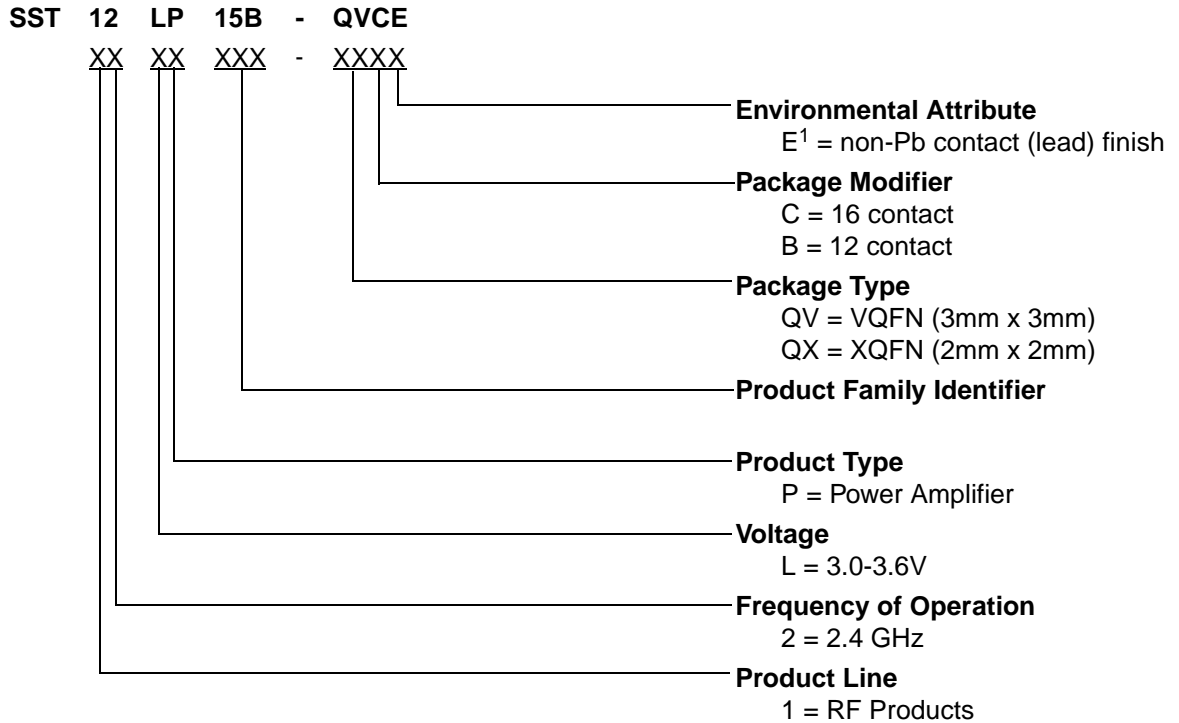 SST 12 LP 15B - QVCE
XX XX XXX - XXXX
Environmental Attribute
E¹ = non-Pb contact (lead) finish
Package Modifier
C = 16 contact
B = 12 contact
Package Type
QV = VQFN (3mm x 3mm)
QX = XQFN (2mm x 2mm)
Product Family Identifier
Product Type
P = Power Amplifier
Voltage
L = 3.0-3.6V
Frequency of Operation
2 = 2.4 GHz
Product Line
1 = RF Products